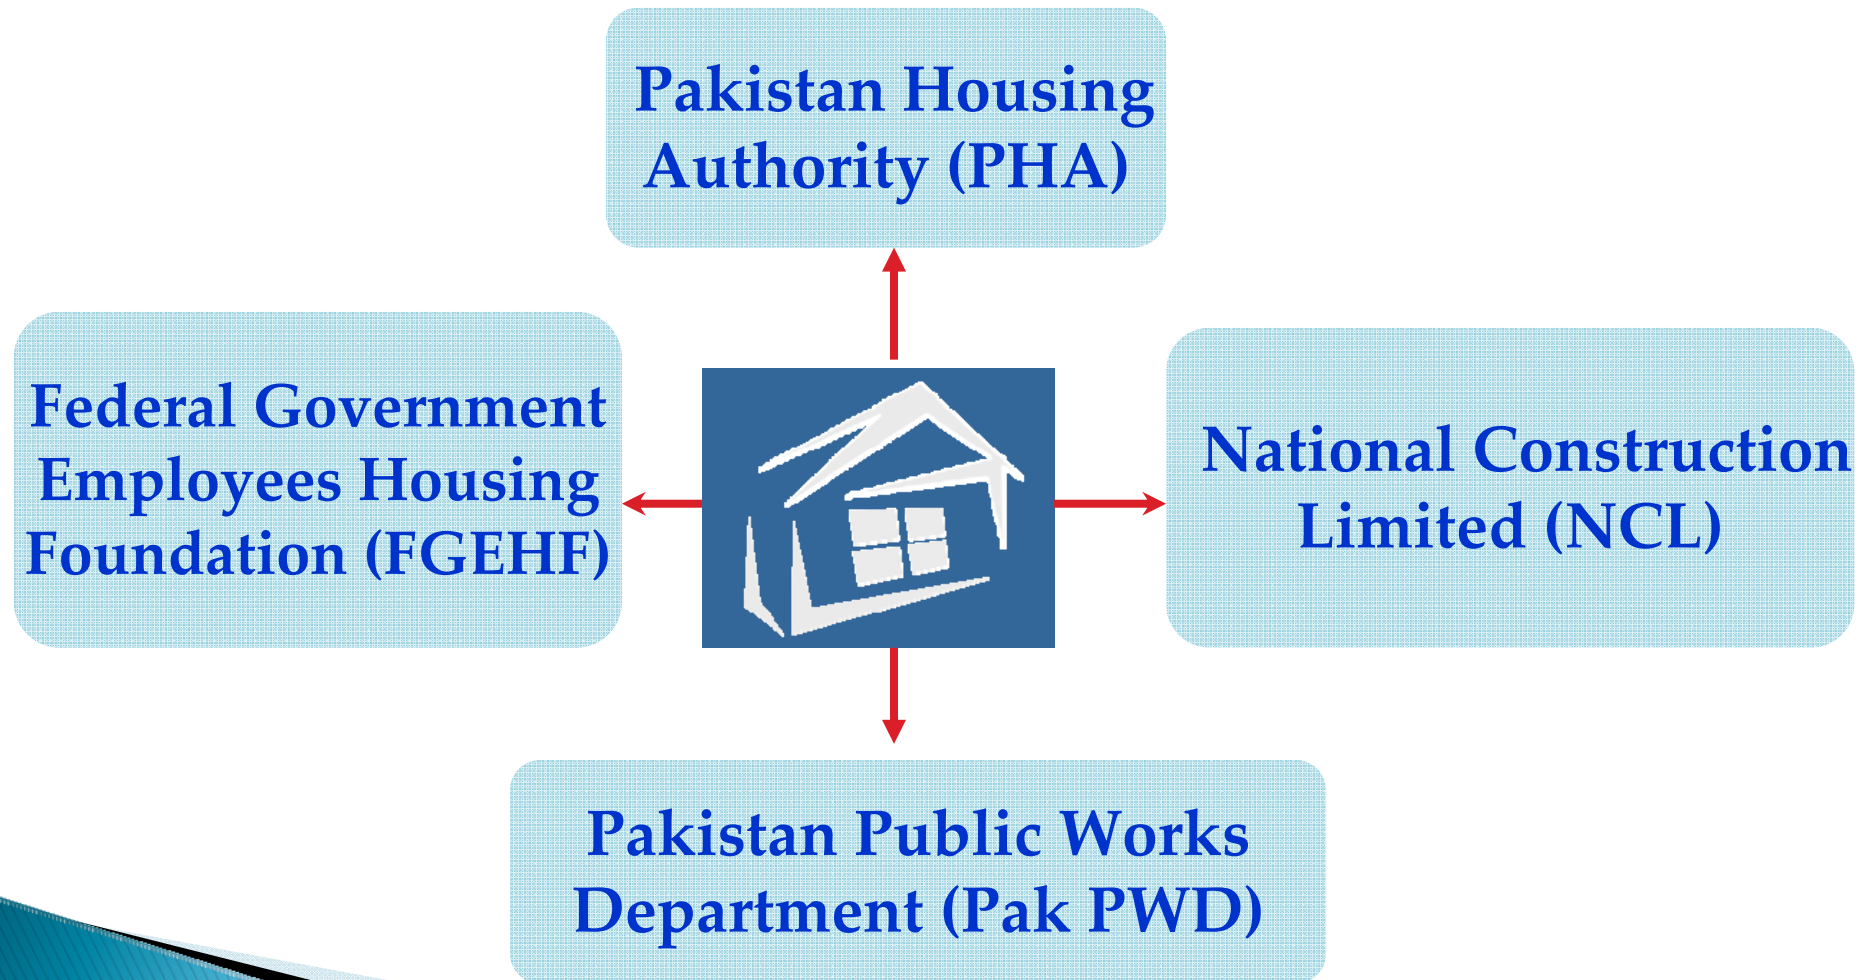 Pakistan Housing
Authority (PHA)
Federal Government
Employees Housing
Foundation (FGEHF)
National Construction
Limited (NCL)
Pakistan Public Works
Department (Pak PWD)